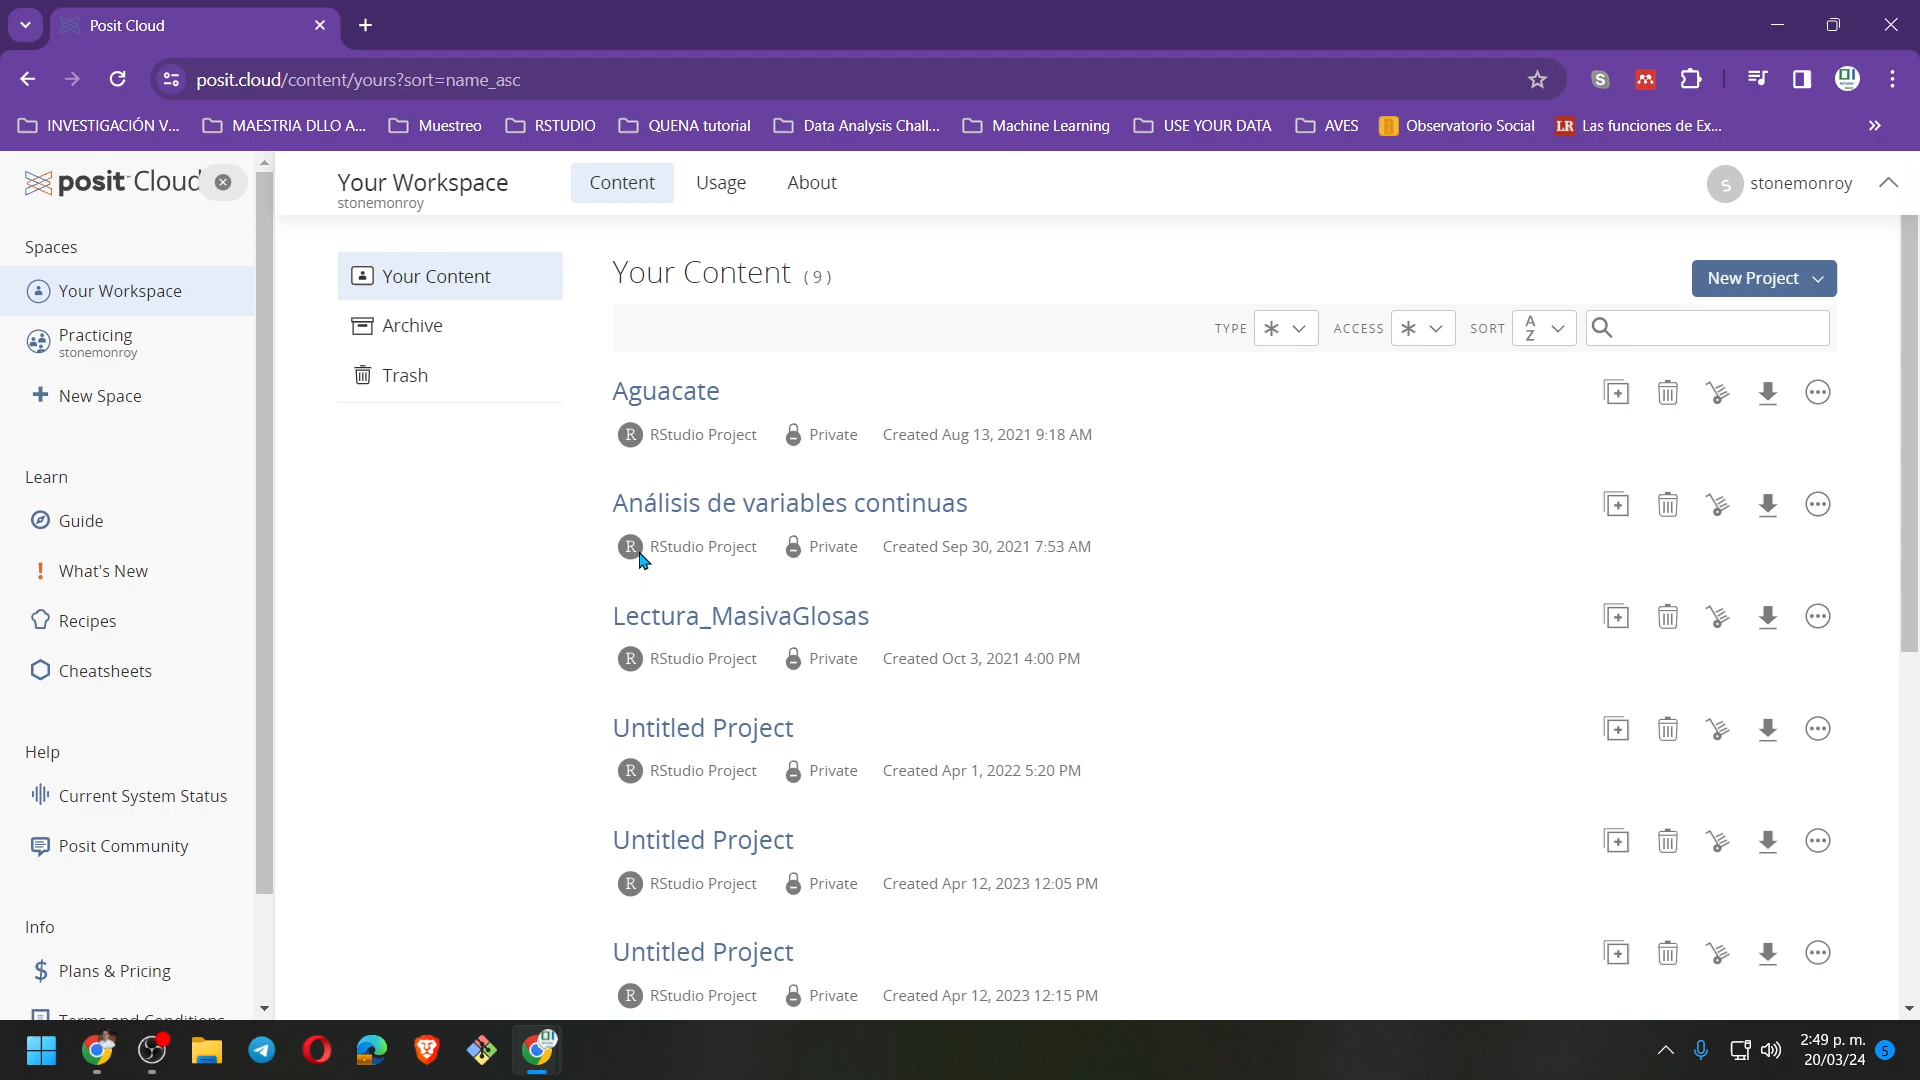 Posit Cloud
posit.cloud/content/yours?sort=name_asc
INVESTIGACIÓN V... MAESTRIA DLLO A... Muestreo RSTUDIO QUENA tutorial Data Analysis Chall... Machine Learning USE YOUR DATA AVES Observatorio Social LR Las funciones de Ex...
posit Cloud
Your Workspace
stonemonroy
Content Usage About
S stonemonroy
Spaces
Your Workspace
Practicing
stonemonroy
New Space
Learn
Guide
What's New
Recipes
Cheatsheets
Help
Current System Status
Posit Community
Info
Plans & Pricing
Terms and Conditions
Your Content
Archive
Trash
Your Content (9)
New Project
TYPE * ACCESS * SORT A Z
Aguacate
R RStudio Project Private Created Aug 13, 2021 9:18 AM
Análisis de variables continuas
R RStudio Project Private Created Sep 30, 2021 7:53 AM
Lectura_MasivaGlosas
R RStudio Project Private Created Oct 3, 2021 4:00 PM
Untitled Project
R RStudio Project Private Created Apr 1, 2022 5:20 PM
Untitled Project
R RStudio Project Private Created Apr 12, 2023 12:05 PM
Untitled Project
R RStudio Project Private Created Apr 12, 2023 12:15 PM
2:49 p. m.
20/03/24 5